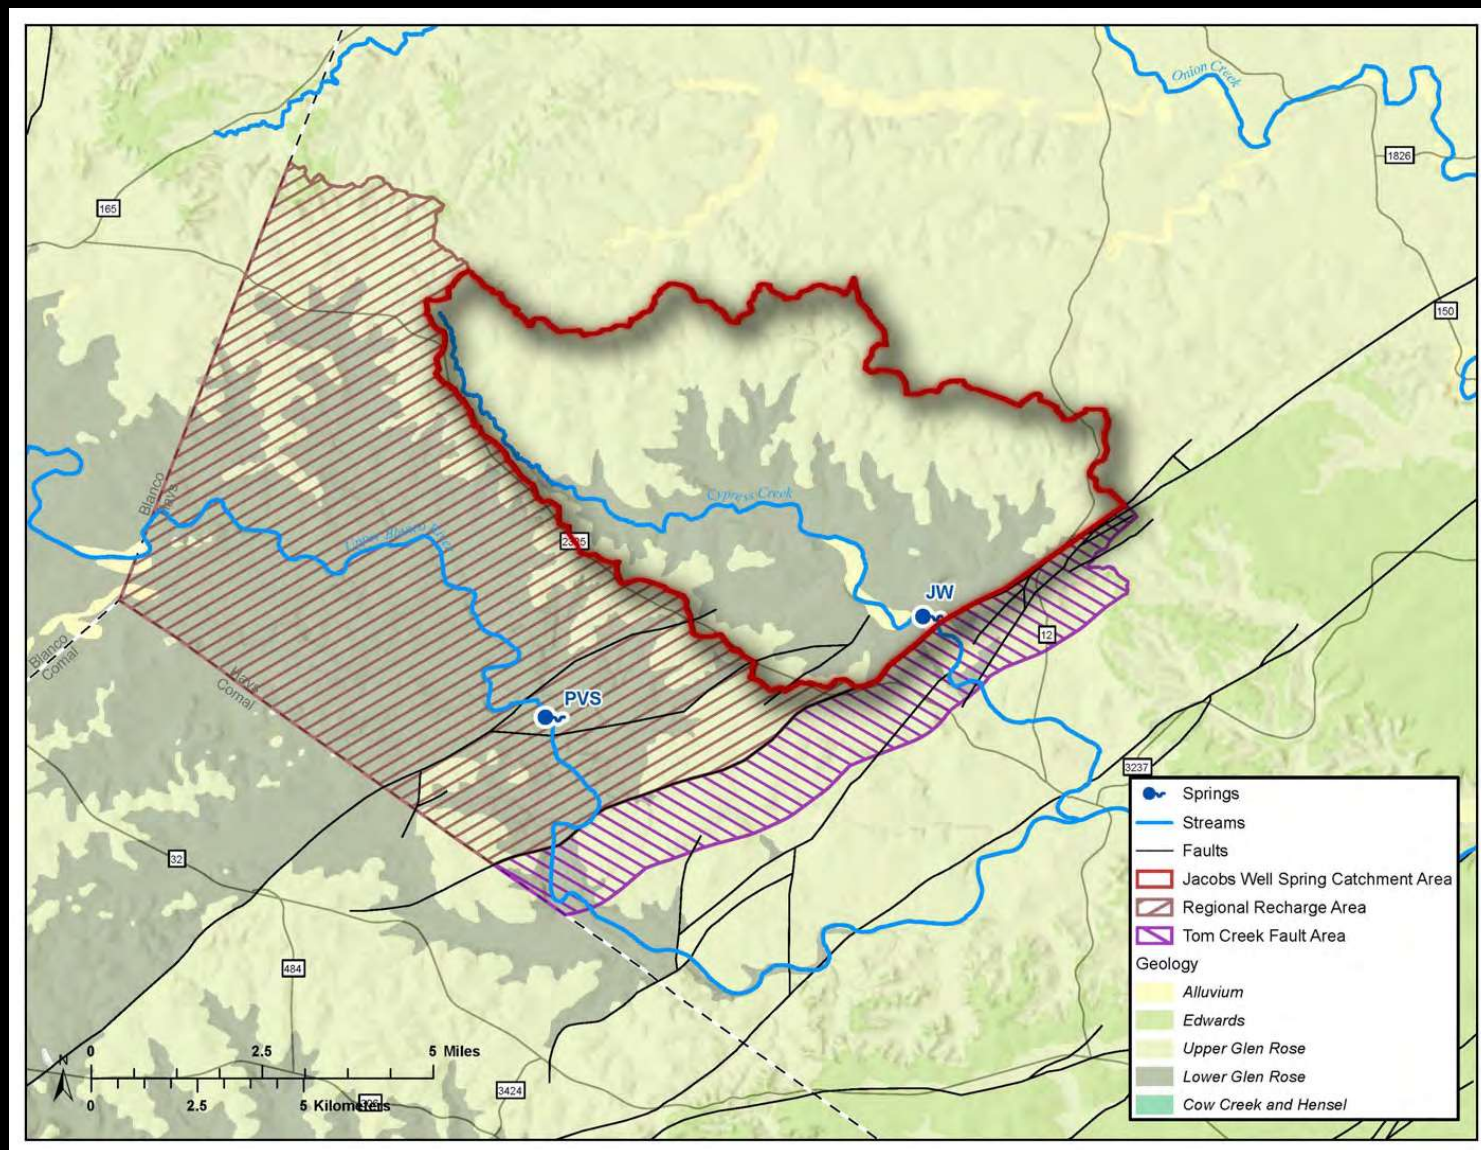 Onion Creek
1826
165
150
Cypress Creek
Blanco
Hays
Upper Blanco River
2325
JW
12
Blanco
Comal
Hays
Comal
PVS
3237
32
484
3424
Springs
Streams
Faults
Jacobs Well Spring Catchment Area
Regional Recharge Area
Tom Creek Fault Area
Geology
Alluvium
Edwards
Upper Glen Rose
Lower Glen Rose
Cow Creek and Hensel
N
0 2.5 5 Miles
0 2.5 5 Kilometers